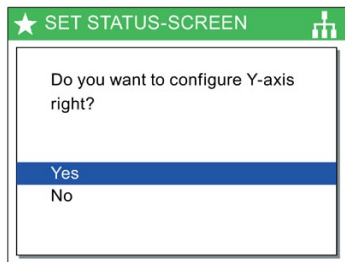 SET STATUS-SCREEN
Do you want to configure Y-axis
right?
Yes
No